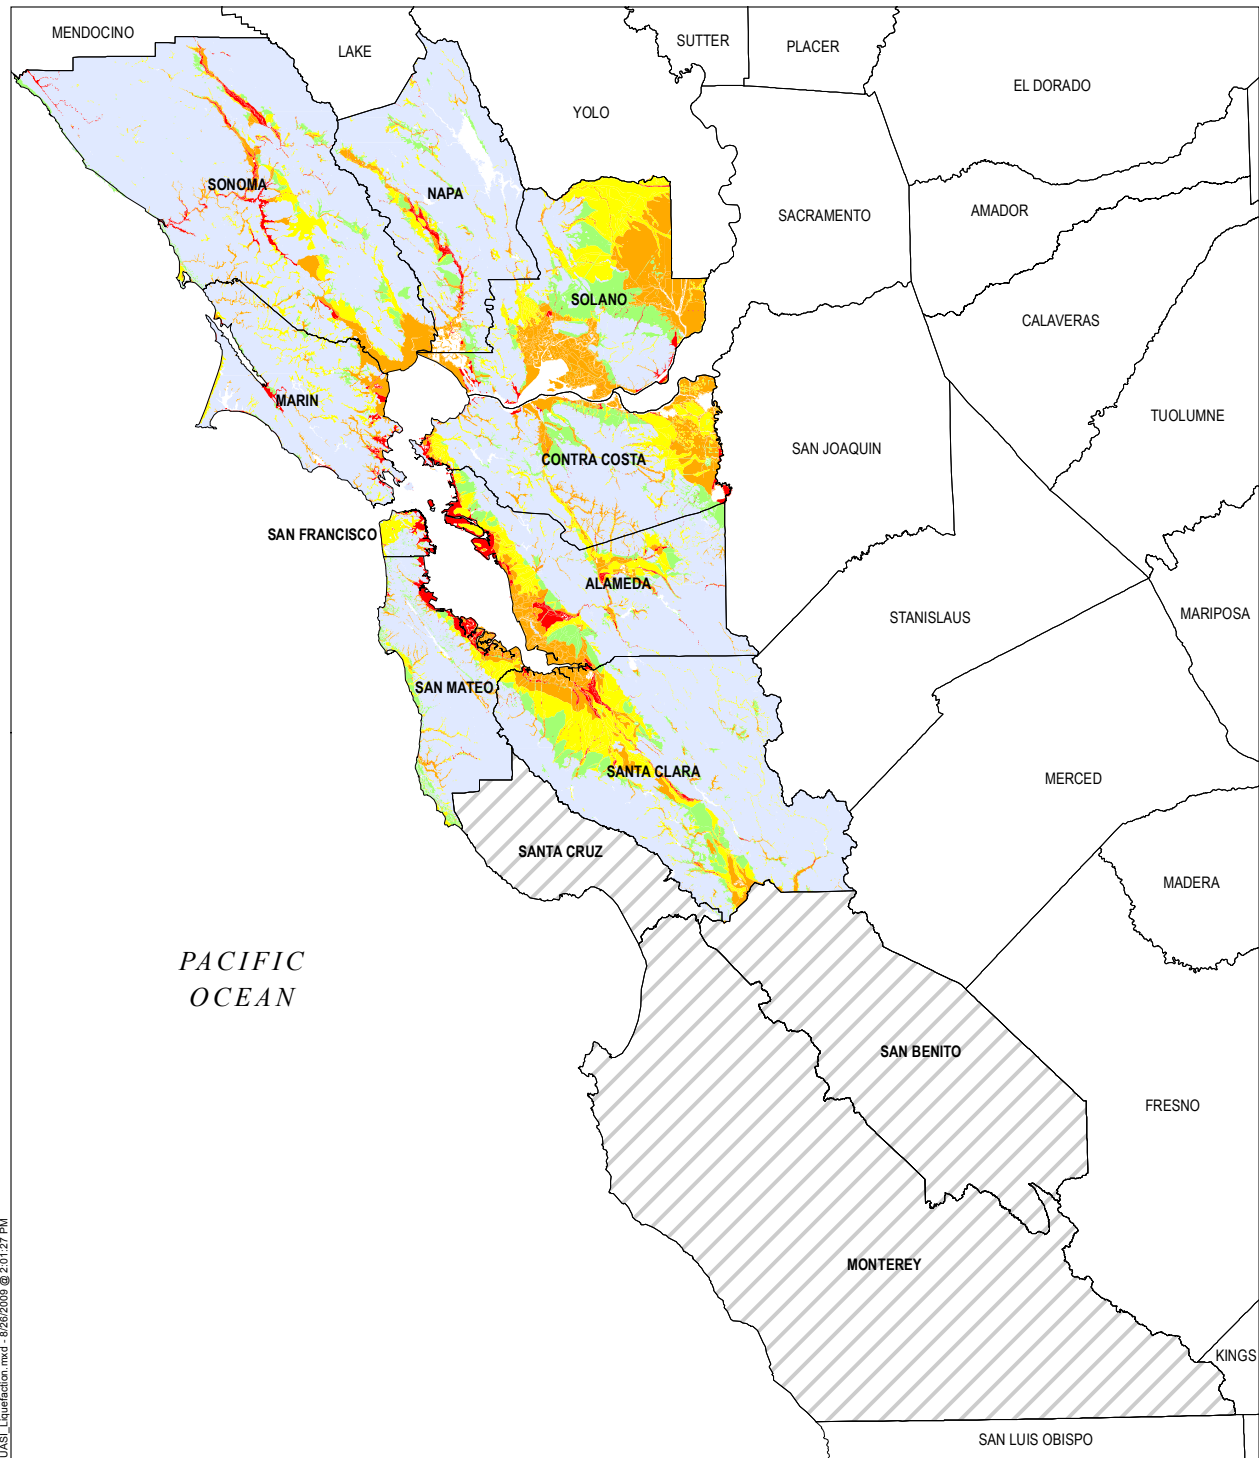 MENDOCINO
LAKE
SUTTER
PLACER
EL DORADO
YOLO
SONOMA
NAPA
SACRAMENTO
AMADOR
SOLANO
CALAVERAS
MARIN
TUOLUMNE
CONTRA COSTA
SAN JOAQUIN
SAN FRANCISCO
ALAMEDA
STANISLAUS
MARIPOSA
SAN MATEO
SANTA CLARA
MERCED
SANTA CRUZ
MADERA
PACIFIC
OCEAN
SAN BENITO
FRESNO
MONTEREY
KINGS
SAN LUIS OBISPO
UASI_Liquefaction.mxd - 8/26/2009 @ 2:01:27 PM